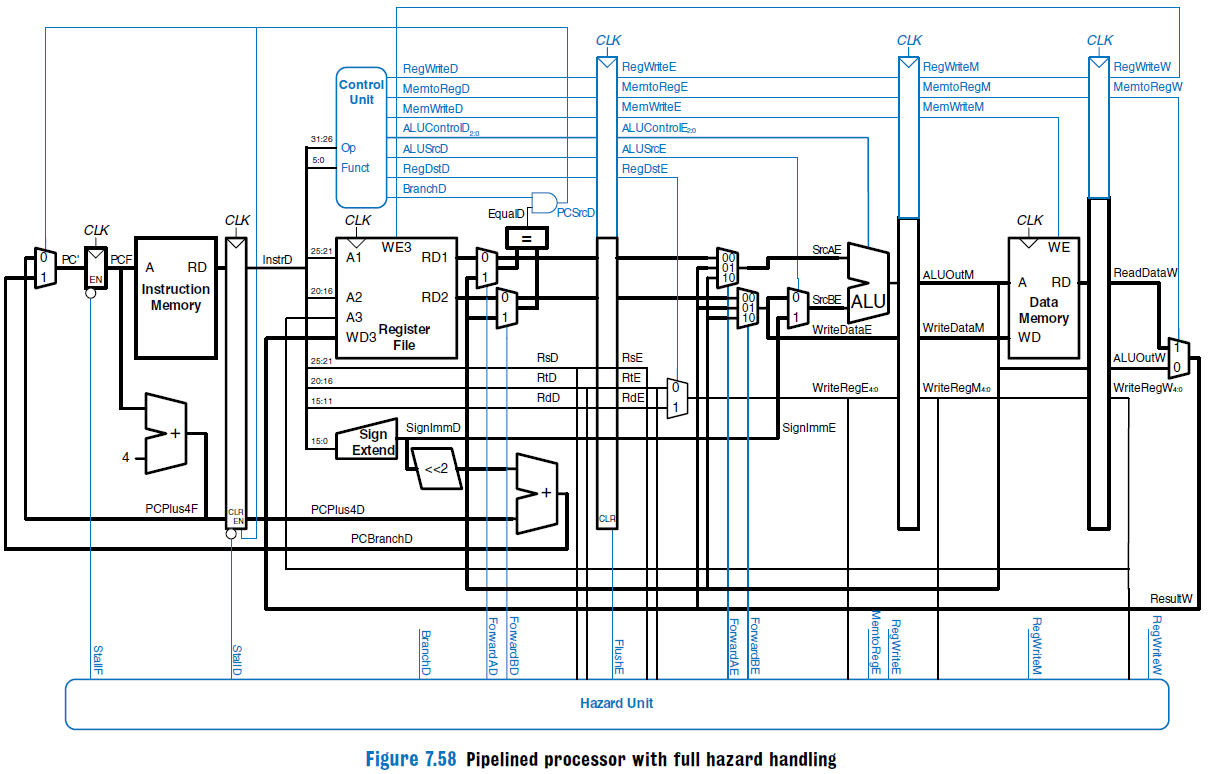 CLK CLK CLK
RegWriteD RegWriteE RegWriteM RegWriteW
Control Unit
MemtoRegD MemtoRegE MemtoRegM MemtoRegW
MemWriteD MemWriteE MemWriteM
ALUControlD2:0 ALUControlE2:0
31:26 Op ALUSrcD ALUSrcE
5:0 Funct RegDstD RegDstE
BranchD
EqualD PCSrcD
CLK CLK CLK CLK
WE3 = SrcAE WE
0 1 PC' EN PCF A RD InstrD 25:21 A1 RD1 0 1 00 01 10
Instruction Memory
20:16 A2 RD2 0 1 00 01 10 0 1 SrcBE ALU ALUOutM A RD ReadDataW
A3 Data Memory
WD3 Register File WriteDataE WriteDataM WD 1 0
25:21 RsD RsE ALUOutW
20:16 RtD RtE 0 1 WriteRegE4:0 WriteRegM4:0 WriteRegW4:0
15:11 RdD RdE
+ 4
15:0 Sign Extend SignImmD SignImmE
<<2 +
PCPlus4F CLR EN PCPlus4D CLR
PCBranchD
ResultW
StallF StallD BranchD ForwardAD ForwardBD FlushE ForwardAE ForwardBE MemtoRegE RegWriteE RegWriteM RegWriteW
Hazard Unit
Figure 7.58 Pipelined processor with full hazard handling